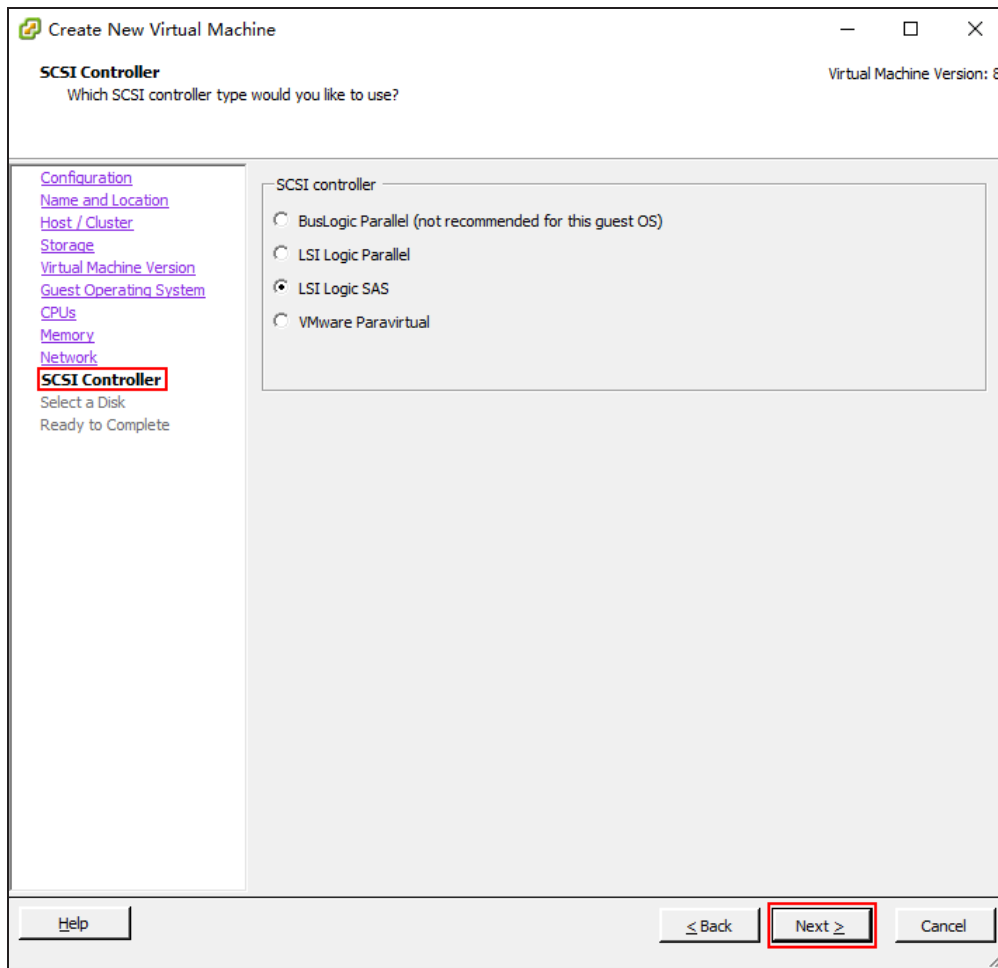 Create New Virtual Machine
SCSI Controller
Virtual Machine Version: 8
Which SCSI controller type would you like to use?
Configuration
Name and Location
Host / Cluster
Storage
Virtual Machine Version
Guest Operating System
CPUs
Memory
Network
SCSI Controller
Select a Disk
Ready to Complete
SCSI controller
BusLogic Parallel (not recommended for this guest OS)
LSI Logic Parallel
LSI Logic SAS
VMware Paravirtual
Help
< Back
Next >
Cancel